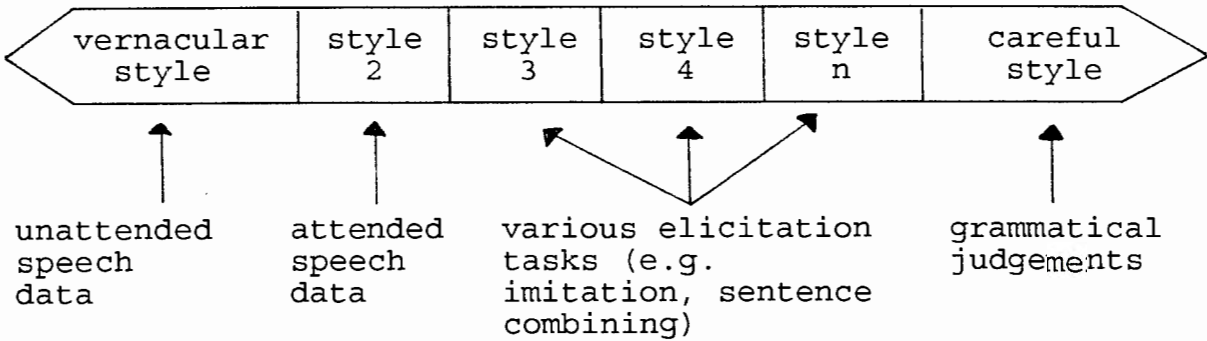 vernacular style
style 2
style 3
style 4
style n
careful style
unattended speech data
attended speech data
various elicitation tasks (e.g. imitation, sentence combining)
grammatical judgements